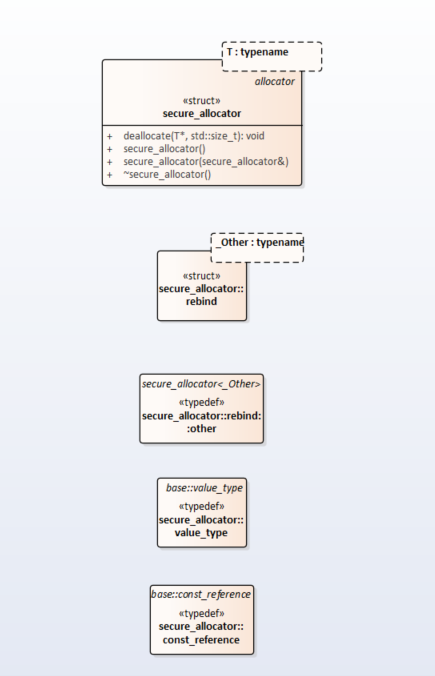 T : typename
allocator
«struct»
secure_allocator
+ deallocate(T*, std::size_t): void
+ secure_allocator()
+ secure_allocator(secure_allocator&)
+ ~secure_allocator()
_Other : typename
«struct»
secure_allocator::
rebind
secure_allocator<_Other>
«typedef»
secure_allocator::rebind:
:other
base::value_type
«typedef»
secure_allocator::
value_type
base::const_reference
«typedef»
secure_allocator::
const_reference